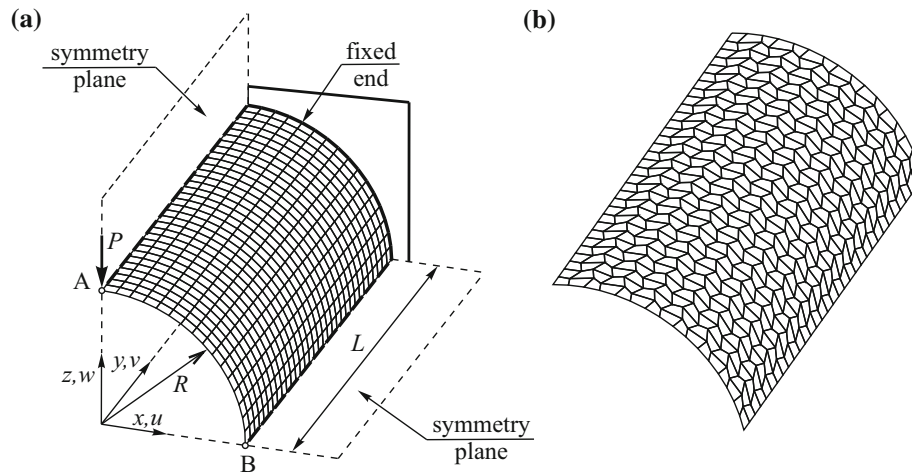 (a)
symmetry
plane
fixed
end
P
A
z,w
y,v
R
x,u
B
L
symmetry
plane
(b)